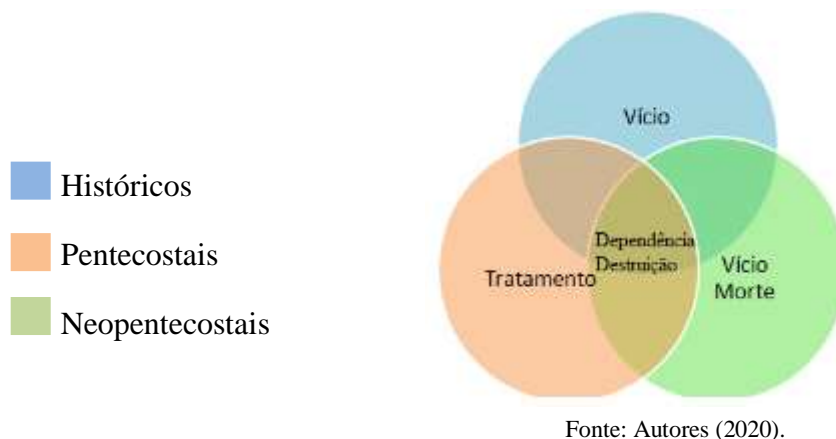 Históricos
Pentecostais
Neopentecostais
Vício
Dependência
Destruição
Tratamento
Vício
Morte
Fonte: Autores (2020).